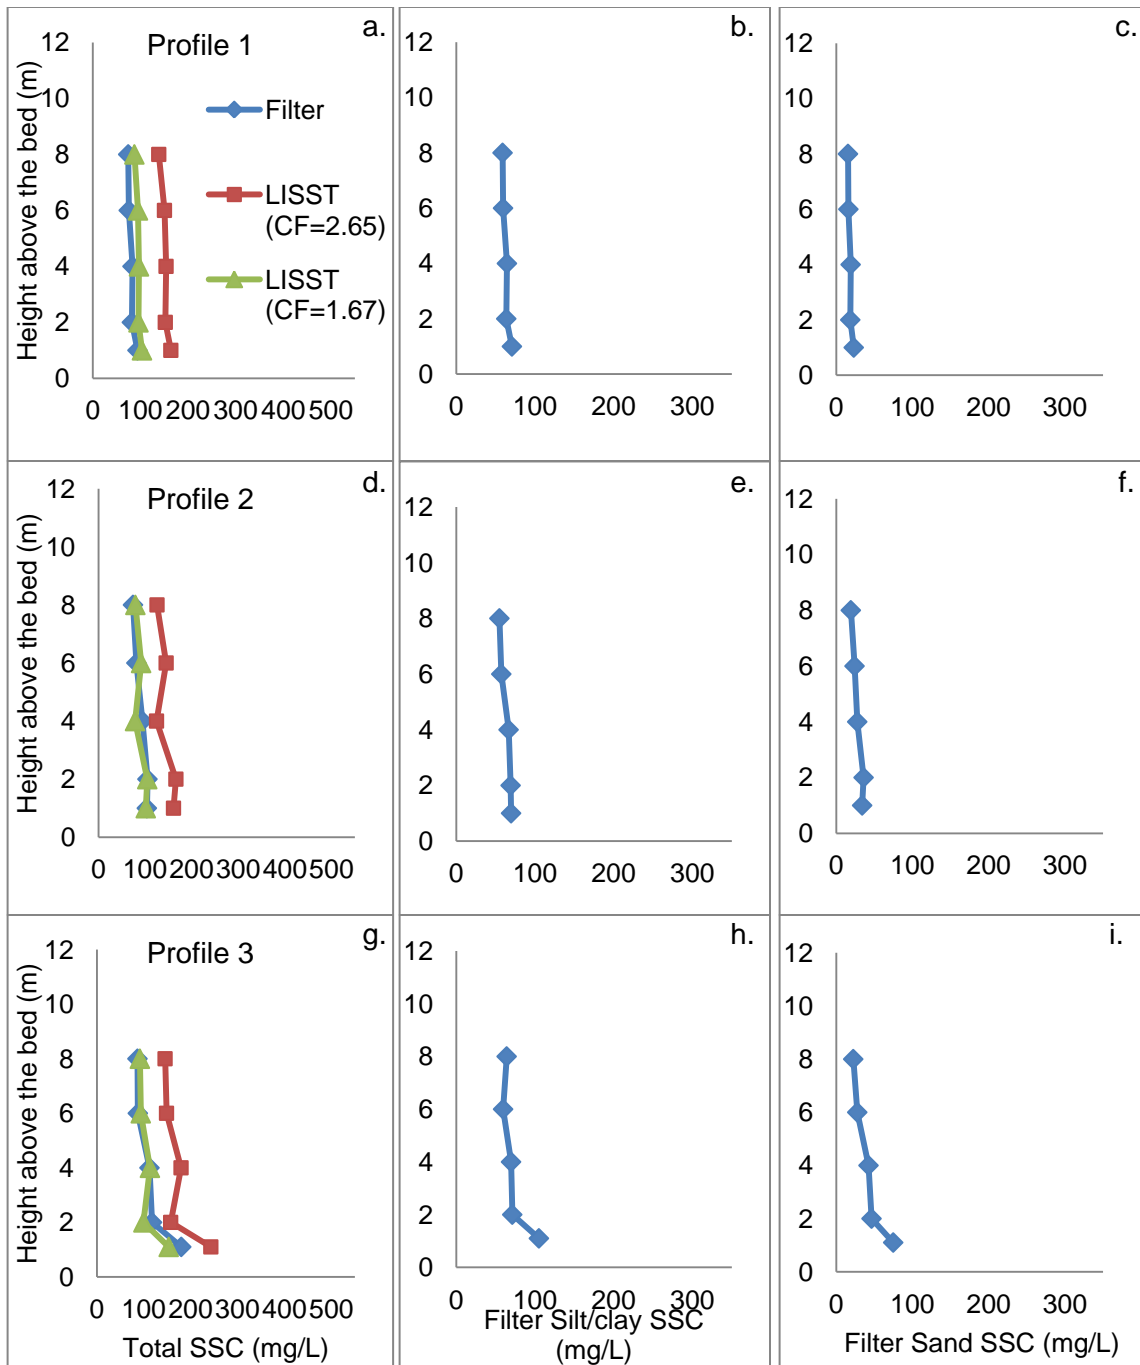 a.
Profile 1
Height above the bed (m)
12
10
8
6
4
2
0
0 100 200 300 400 500
Filter
LISST
(CF=2.65)
LISST
(CF=1.67)
b.
12
10
8
6
4
2
0
0 100 200 300
c.
12
10
8
6
4
2
0
0 100 200 300
d.
Profile 2
Height above the bed (m)
12
10
8
6
4
2
0
0 100 200 300 400 500
e.
12
10
8
6
4
2
0
0 100 200 300
f.
12
10
8
6
4
2
0
0 100 200 300
g.
Profile 3
Height above the bed (m)
12
10
8
6
4
2
0
0 100 200 300 400 500
Total SSC (mg/L)
h.
12
10
8
6
4
2
0
0 100 200 300
Filter Silt/clay SSC
(mg/L)
i.
12
10
8
6
4
2
0
0 100 200 300
Filter Sand SSC (mg/L)